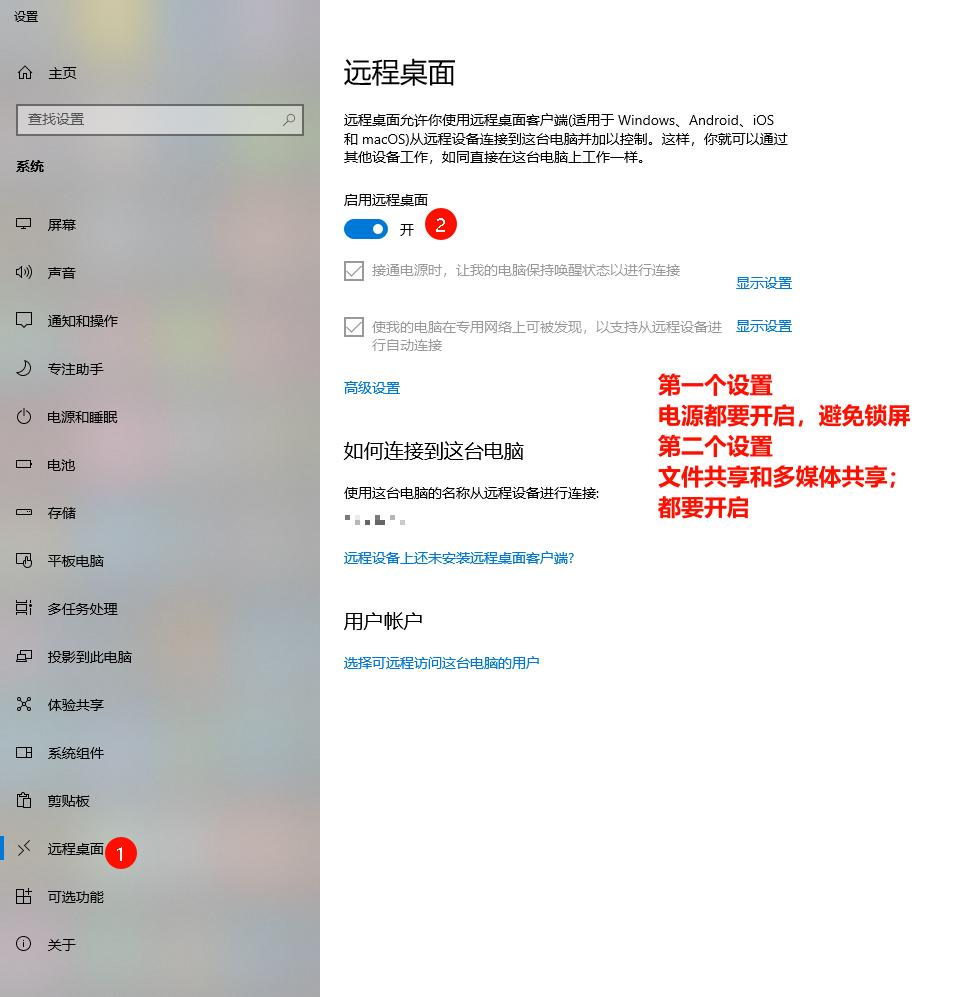 设置
主页
查找设置
系统
屏幕
声音
通知和操作
专注助手
电源和睡眠
电池
存储
平板电脑
多任务处理
投影到此电脑
体验共享
系统组件
剪贴板
远程桌面 1
可选功能
关于
远程桌面
远程桌面允许你使用远程桌面客户端(适用于 Windows、Android、iOS
和 macOS)从远程设备连接到这台电脑并加以控制。这样，你就可以通过
其他设备工作，如同直接在这台电脑上工作一样。
启用远程桌面
开 2
接通电源时，让我的电脑保持唤醒状态以进行连接
显示设置
使我的电脑在专用网络上可被发现，以支持从远程设备进
行自动连接
显示设置
高级设置
第一个设置
电源都要开启，避免锁屏
第二个设置
文件共享和多媒体共享；
都要开启
如何连接到这台电脑
使用这台电脑的名称从远程设备进行连接:
远程设备上还未安装远程桌面客户端?
用户帐户
选择可远程访问这台电脑的用户